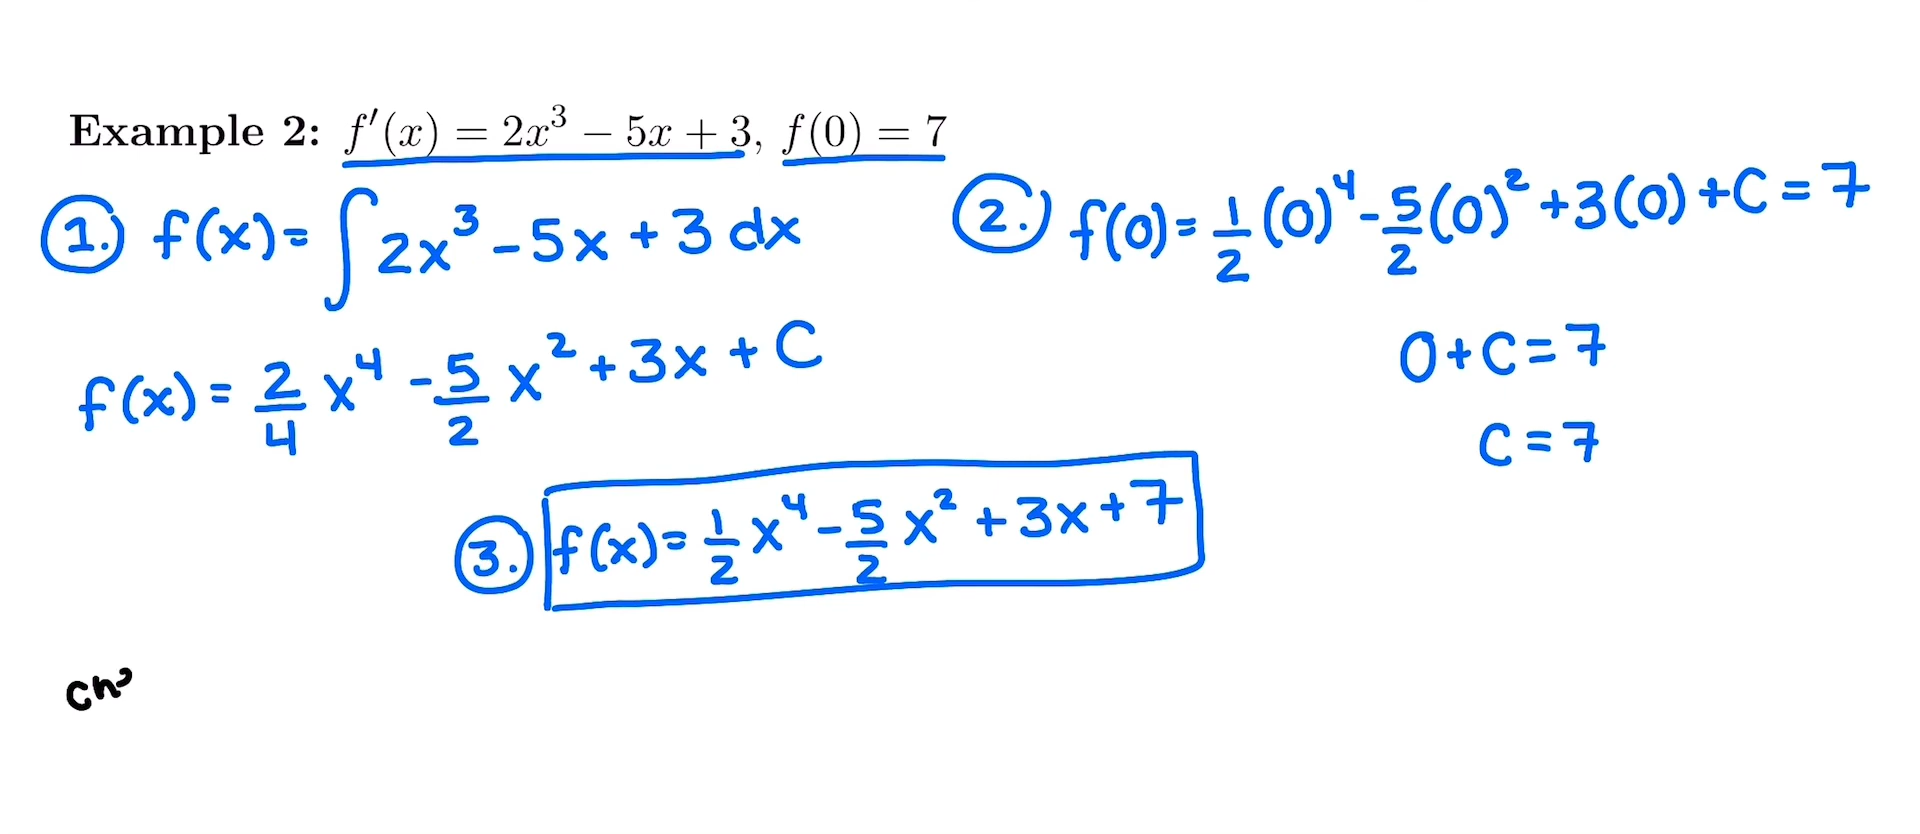 Example 2: f'(x) = 2x³ − 5x + 3, f(0) = 7
1. f(x) = ∫ 2x³ - 5x + 3 dx
f(x) = 2/4 x⁴ - 5/2 x² + 3x + C
2. f(0) = 1/2 (0)⁴ - 5/2 (0)² + 3(0) + C = 7
0 + C = 7
C = 7
3. f(x) = 1/2 x⁴ - 5/2 x² + 3x + 7